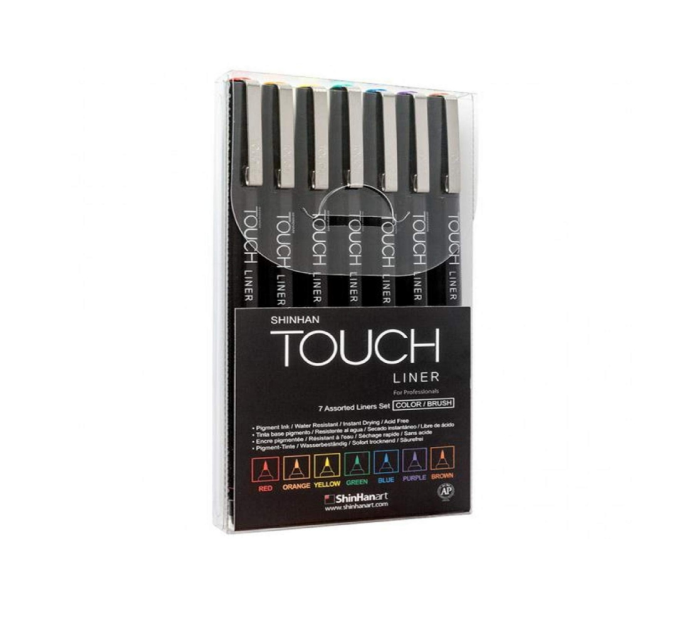 TOUCH LINER
TOUCH LINER
TOUCH LINER
TOUCH LINER
TOUCH LINER
TOUCH LINER
TOUCH LINER
SHINHAN
TOUCH
LINER
For Professionals
7 Assorted Liners Set COLOR / BRUSH
• Pigment Ink / Water Resistant / Instant Drying / Acid Free
• Tinta base pigmento / Resistente al agua / Secado instantáneo / Libre de ácido
• Encre pigmentée / Résistant à l'eau / Séchage rapide / Sans acide
• Pigment-Tinte / Wasserbeständig / Sofort trocknend / Säurefrei
RED ORANGE YELLOW GREEN BLUE PURPLE BROWN
ShinHanart
www.shinhanart.com
AP